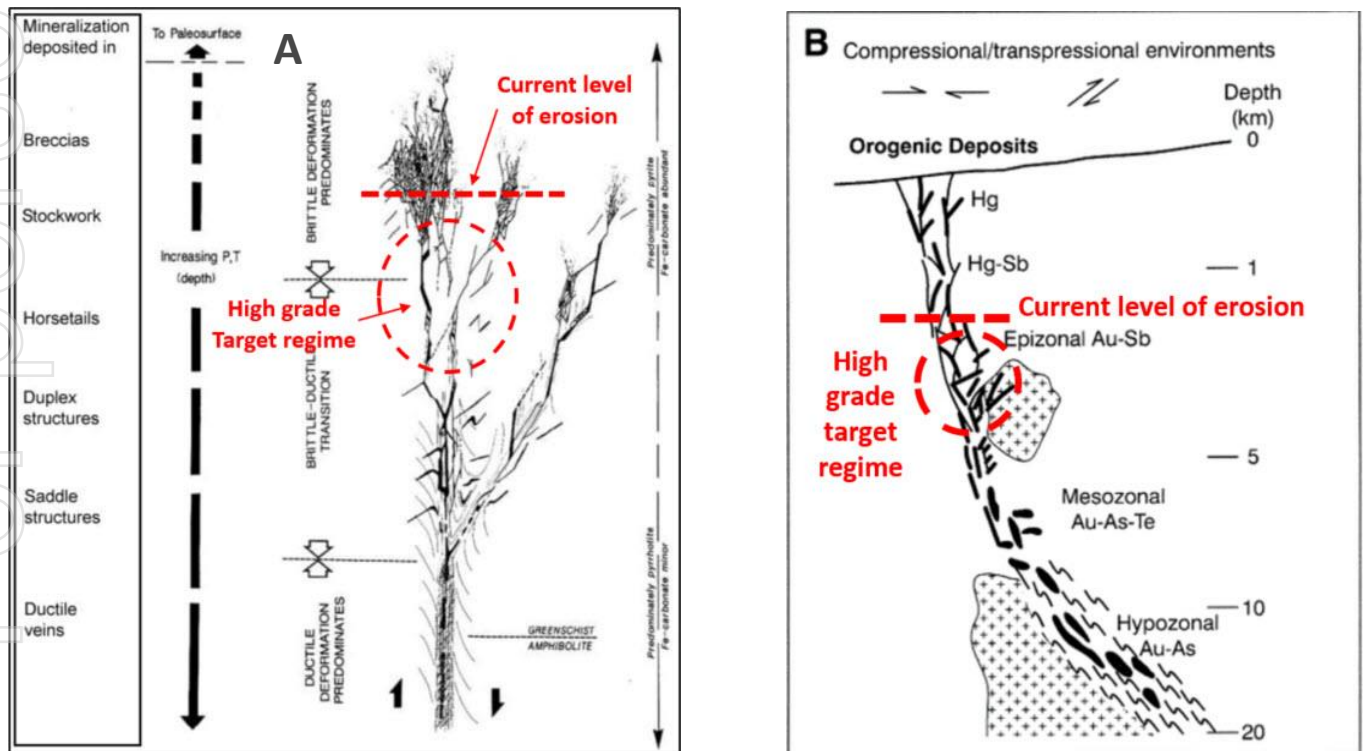 Mineralization
deposited in
Breccias
Stockwork
Horsetails
Duplex
structures
Saddle
structures
Ductile
veins
To Paleosurface
Increasing P,T
(depth)
A
BRITTLE DEFORMATION
PREDOMINATES
BRITTLE-DUCTILE
TRANSITION
DUCTILE
DEFORMATION
PREDOMINATES
Current level
of erosion
High grade
Target regime
GREENSCHIST
AMPHIBOLITE
Predominately pyrite
Fe-carbonate abundant
Predominately pyrrhotite
Fe-carbonate minor
B
Compressional/transpressional environments
Depth
(km)
Orogenic Deposits
0
Hg
Hg-Sb
1
Current level of erosion
Epizonal Au-Sb
High
grade
target
regime
5
Mesozonal
Au-As-Te
10
Hypozonal
Au-As
20